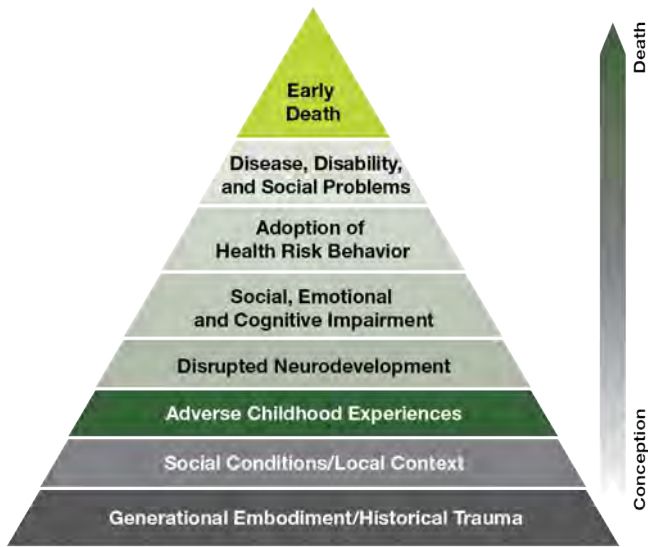 Early
Death
Disease, Disability,
and Social Problems
Adoption of
Health Risk Behavior
Social, Emotional
and Cognitive Impairment
Disrupted Neurodevelopment
Adverse Childhood Experiences
Social Conditions/Local Context
Generational Embodiment/Historical Trauma
Death
Conception